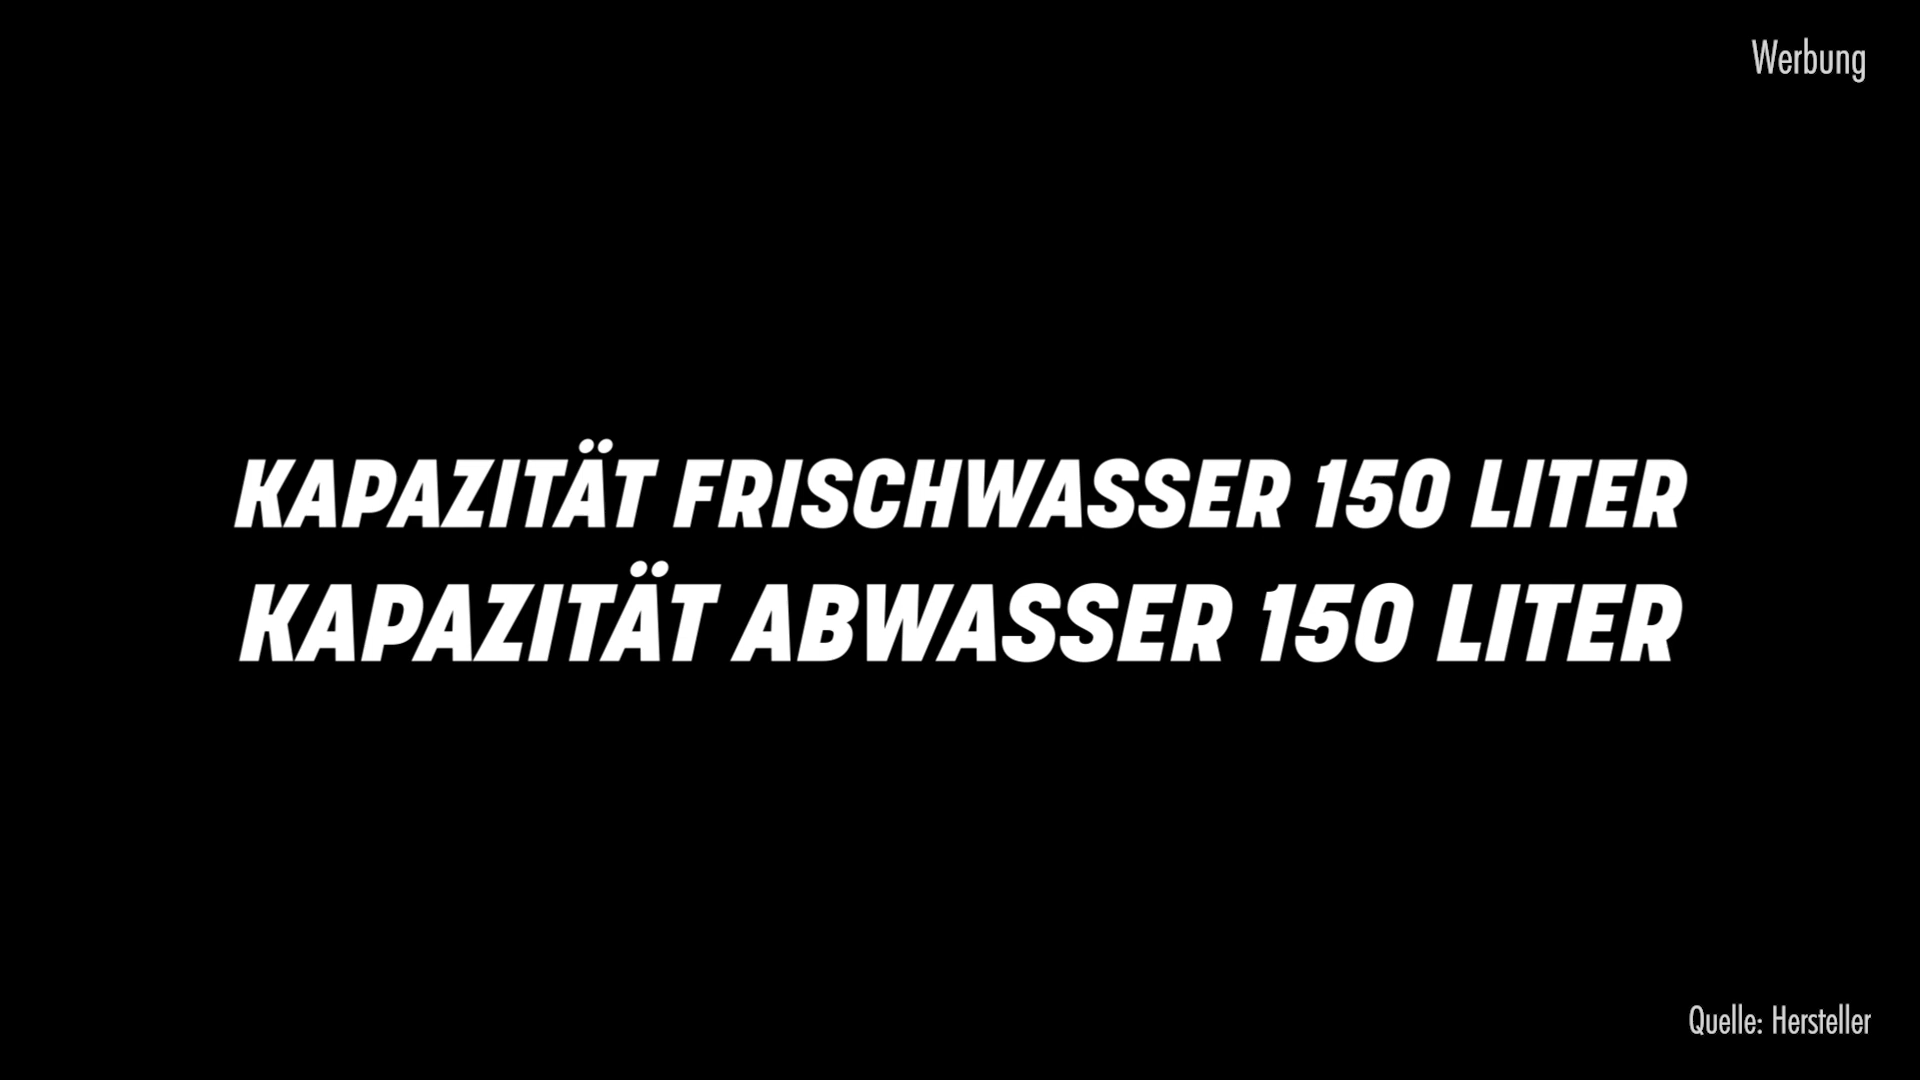 Werbung
KAPAZITÄT FRISCHWASSER 150 LITER
KAPAZITÄT ABWASSER 150 LITER
Quelle: Hersteller